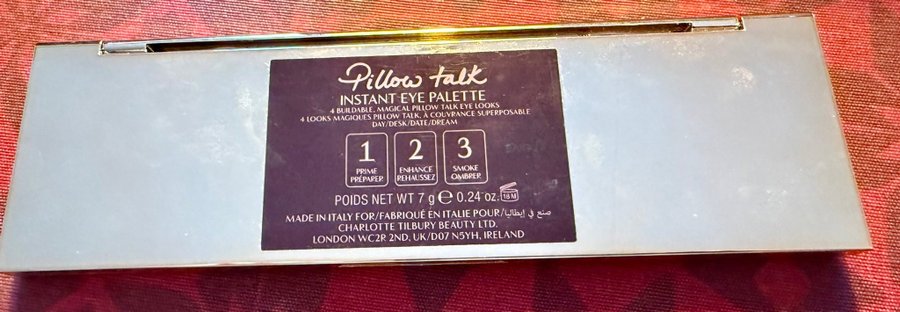 Pillow talk
INSTANT EYE PALETTE
4 BUILDABLE, MAGICAL PILLOW TALK EYE LOOKS
4 LOOKS MAGIQUES PILLOW TALK, À COUVRANCE SUPERPOSABLE
DAY/DESK/DATE/DREAM
1 2 3
PRIME ENHANCE SMOKE
PRÉPARER REHAUSSEZ OMBRER
POIDS NET WT 7 g ℮ 0.24 oz. 18 M
MADE IN ITALY FOR/FABRIQUÉ EN ITALIE POUR/صنع في إيطاليا
CHARLOTTE TILBURY BEAUTY LTD.
LONDON WC2R 2ND, UK/D07 N5YH, IRELAND